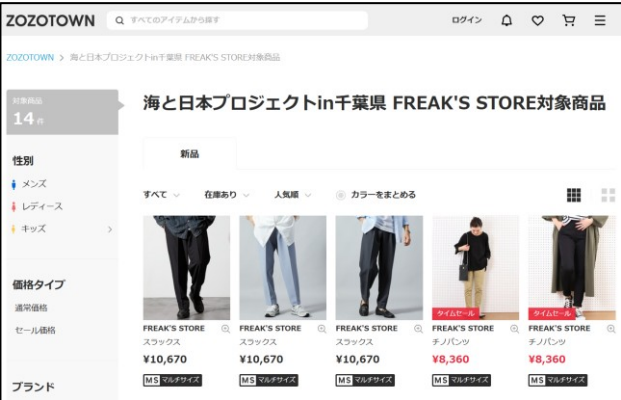 ZOZOTOWN
すべてのアイテムから探す
ログイン
ZOZOTOWN > 海と日本プロジェクトin千葉県 FREAK'S STORE対象商品
対象商品
14 件
海と日本プロジェクトin千葉県 FREAK'S STORE対象商品
新品
性別
メンズ
レディース
キッズ
価格タイプ
通常価格
セール価格
ブランド
すべて 在庫あり 人気順 カラーをまとめる
タイムセール タイムセール
FREAK'S STORE FREAK'S STORE FREAK'S STORE FREAK'S STORE FREAK'S STORE
スラックス スラックス スラックス チノパンツ チノパンツ
¥10,670 ¥10,670 ¥10,670 ¥8,360 ¥8,360
MS マルチサイズ MS マルチサイズ MS マルチサイズ MS マルチサイズ MS マルチサイズ